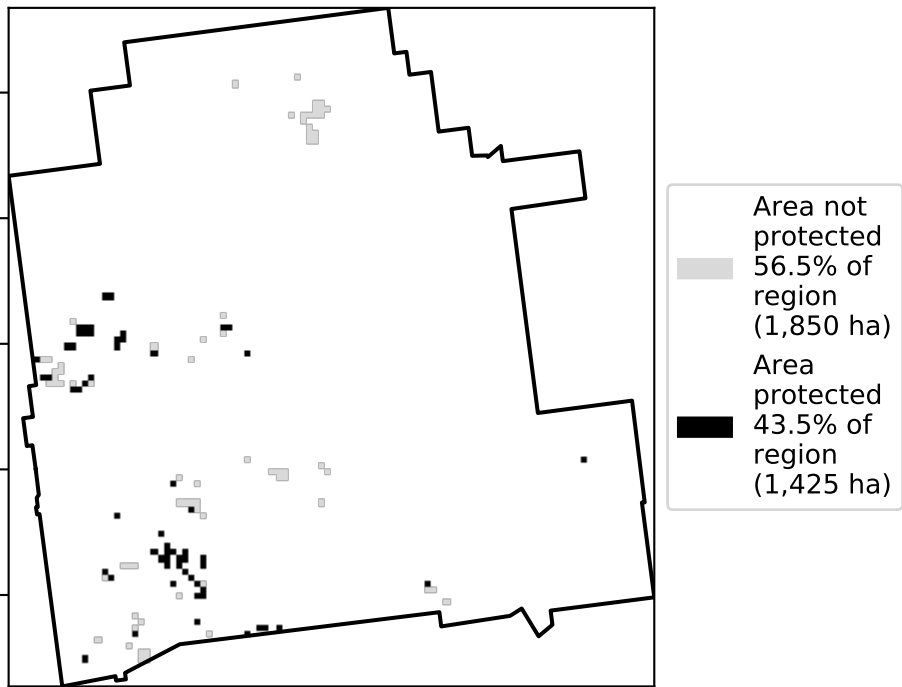 Area not
protected
56.5% of
region
(1,850 ha)
Area
protected
43.5% of
region
(1,425 ha)